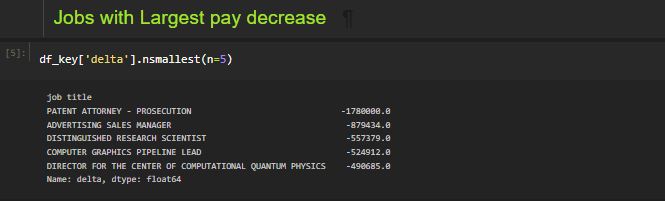 Jobs with Largest pay decrease ¶
[5]: df_key['delta'].nsmallest(n=5)
job title
PATENT ATTORNEY - PROSECUTION -1780000.0
ADVERTISING SALES MANAGER -879434.0
DISTINGUISHED RESEARCH SCIENTIST -557379.0
COMPUTER GRAPHICS PIPELINE LEAD -524912.0
DIRECTOR FOR THE CENTER OF COMPUTATIONAL QUANTUM PHYSICS -490685.0
Name: delta, dtype: float64